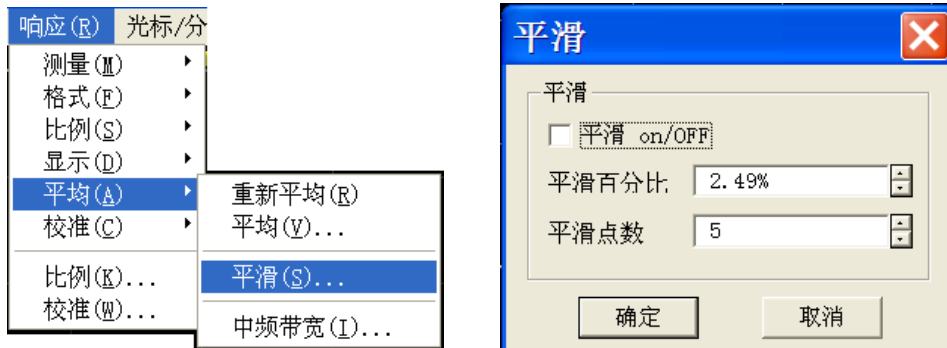 响应(R) 光标/分
测量(M)
格式(F)
比例(S)
显示(D)
平均(A)
校准(C)
比例(K)...
校准(W)...
重新平均(R)
平均(V)...
平滑(S)...
中频带宽(I)...
平滑
平滑
平滑 on/OFF
平滑百分比 2.49%
平滑点数 5
确定 取消